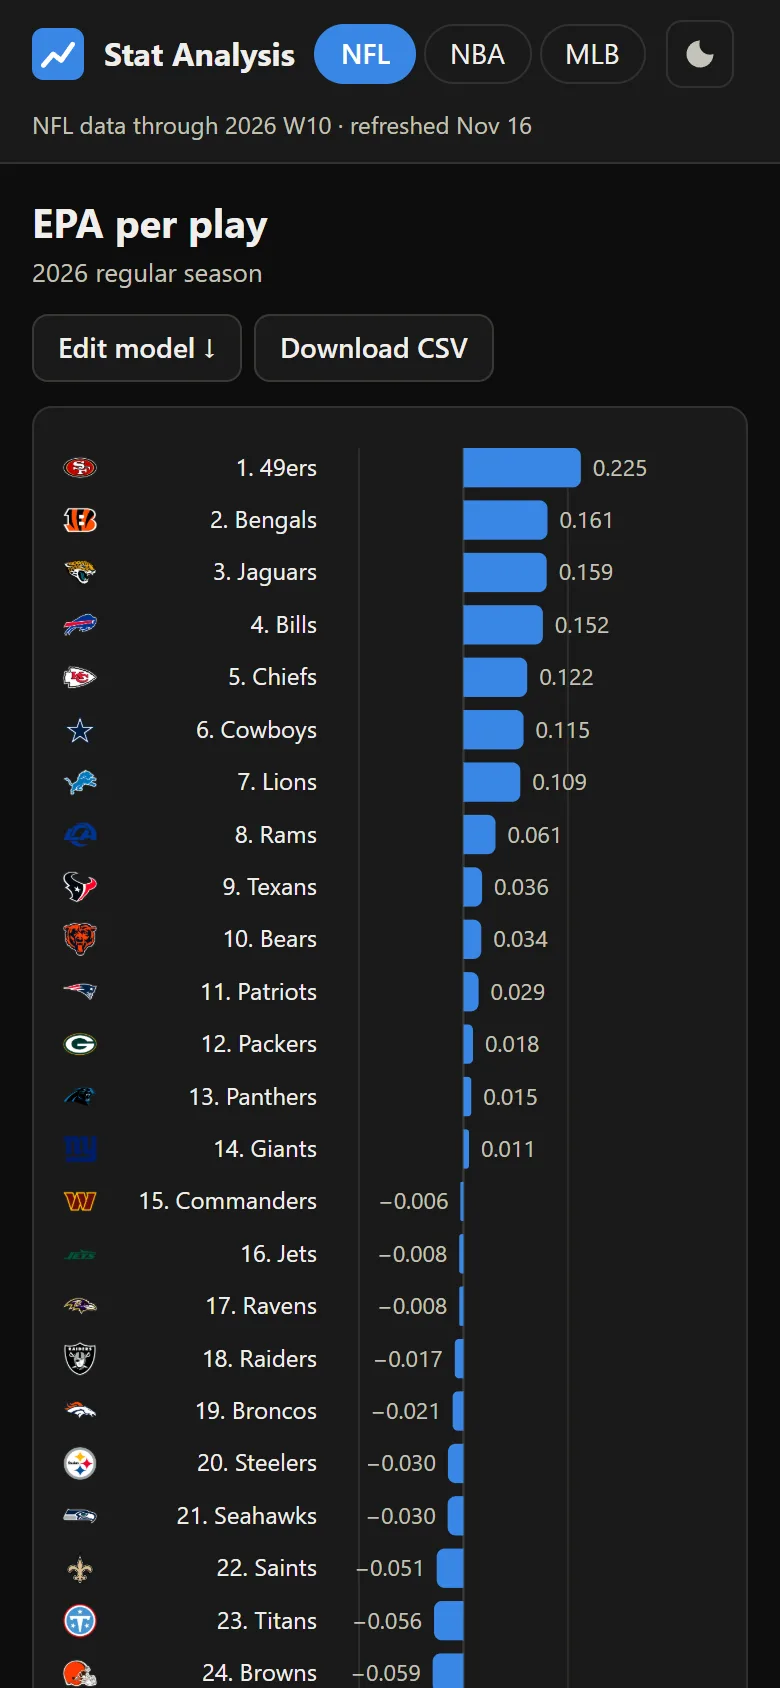 Stat Analysis NFL NBA MLB
NFL data through 2026 W10 · refreshed Nov 16
EPA per play
2026 regular season
Edit model ↓ Download CSV
1. 49ers 0.225
2. Bengals 0.161
3. Jaguars 0.159
4. Bills 0.152
5. Chiefs 0.122
6. Cowboys 0.115
7. Lions 0.109
8. Rams 0.061
9. Texans 0.036
10. Bears 0.034
11. Patriots 0.029
12. Packers 0.018
13. Panthers 0.015
14. Giants 0.011
15. Commanders −0.006
16. Jets −0.008
17. Ravens −0.008
18. Raiders −0.017
19. Broncos −0.021
20. Steelers −0.030
21. Seahawks −0.030
22. Saints −0.051
23. Titans −0.056
24. Browns −0.059